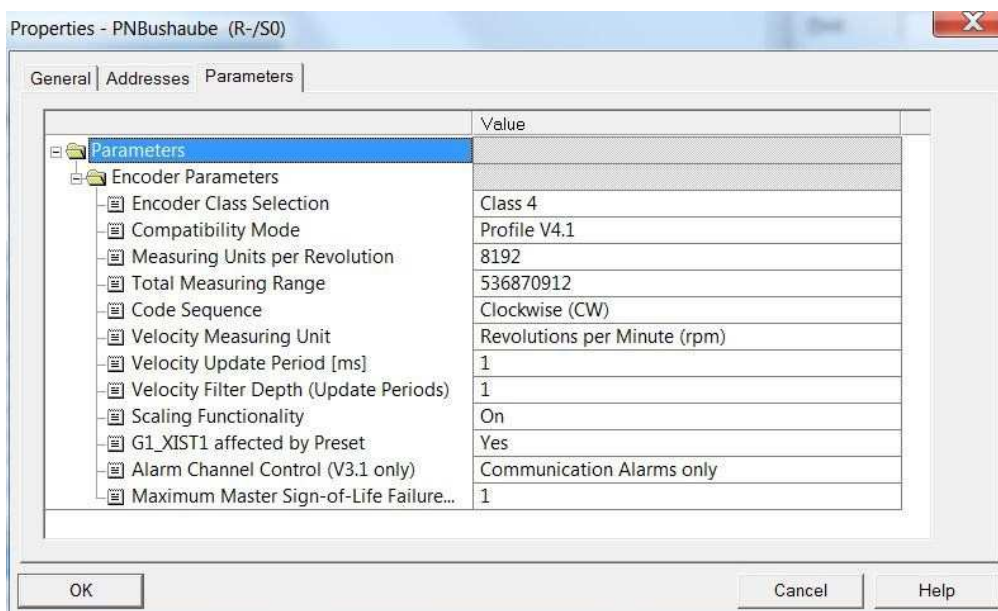 Properties - PNBushaube (R-/S0)
General Addresses Parameters
Value
Parameters
Encoder Parameters
Encoder Class Selection Class 4
Compatibility Mode Profile V4.1
Measuring Units per Revolution 8192
Total Measuring Range 536870912
Code Sequence Clockwise (CW)
Velocity Measuring Unit Revolutions per Minute (rpm)
Velocity Update Period [ms] 1
Velocity Filter Depth (Update Periods) 1
Scaling Functionality On
G1_XIST1 affected by Preset Yes
Alarm Channel Control (V3.1 only) Communication Alarms only
Maximum Master Sign-of-Life Failure... 1
OK Cancel Help